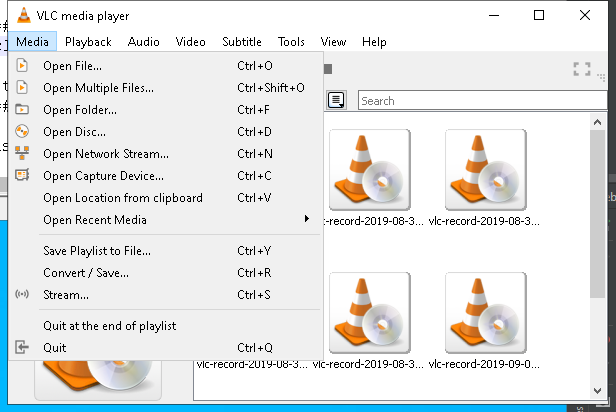 VLC media player
Media Playback Audio Video Subtitle Tools View Help
Open File... Ctrl+O
Open Multiple Files... Ctrl+Shift+O
Open Folder... Ctrl+F
Open Disc... Ctrl+D
Open Network Stream... Ctrl+N
Open Capture Device... Ctrl+C
Open Location from clipboard Ctrl+V
Open Recent Media
Save Playlist to File... Ctrl+Y
Convert / Save... Ctrl+R
Stream... Ctrl+S
Quit at the end of playlist
Quit Ctrl+Q
Search
c-record-2019-08-3... vlc-record-2019-08-3...
vlc-record-2019-08-3... vlc-record-2019-08-3... vlc-record-2019-09-0...